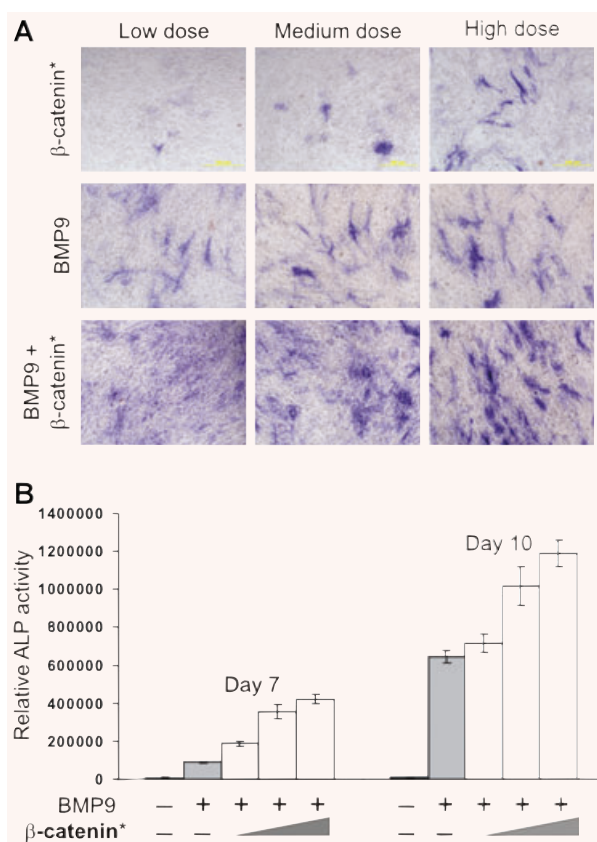 A
Low dose Medium dose High dose
β-catenin*
BMP9
BMP9 +
β-catenin*
B
Relative ALP activity
1400000
1200000
1000000
800000
600000
400000
200000
0
Day 7
Day 10
BMP9 — + + + + — + + + +
β-catenin* — — — —